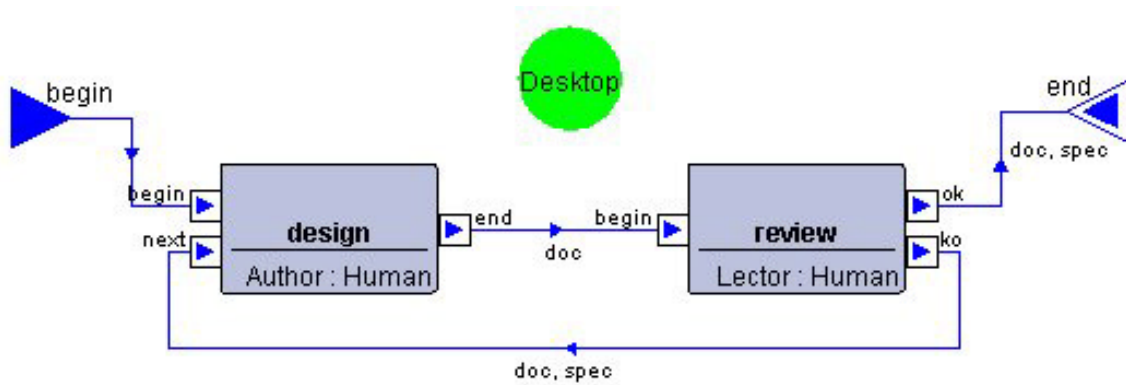 begin
Desktop
end
doc, spec
begin
next
design
Author : Human
end
doc
begin
review
Lector : Human
ok
ko
doc, spec